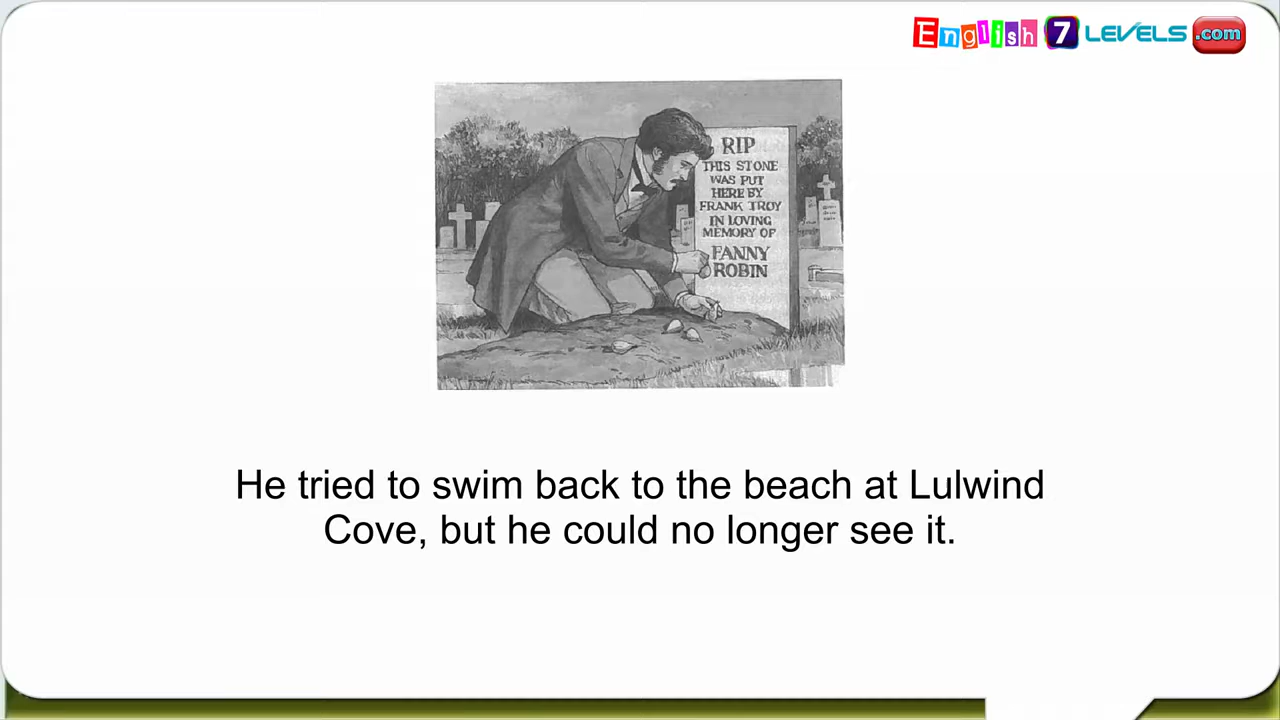 English 7 LEVELS .com
RIP
THIS STONE
WAS PUT
HERE BY
FRANK TROY
IN LOVING
MEMORY OF
FANNY
ROBIN
He tried to swim back to the beach at Lulwind
Cove, but he could no longer see it.